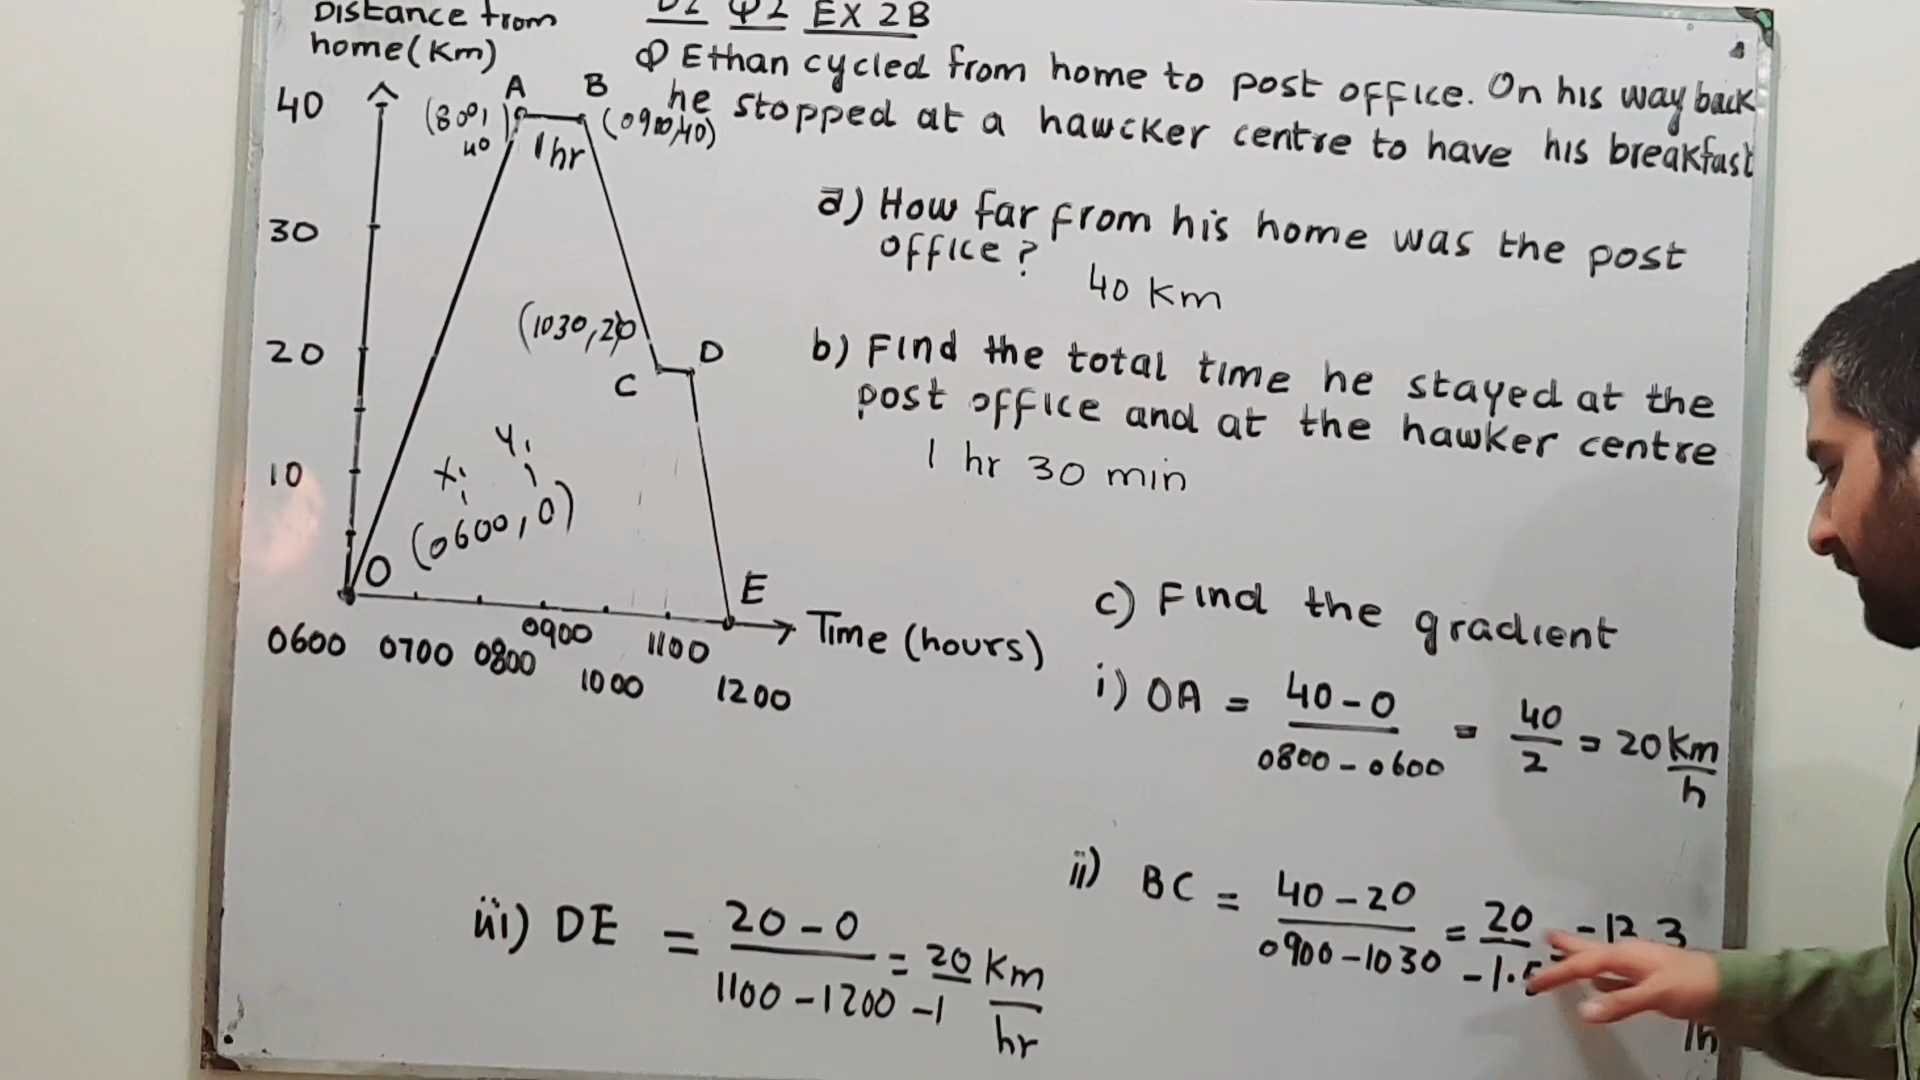 Distance from
home (Km)
D2 Q2 EX 2B
Q Ethan cycled from home to post office. On his way back
he stopped at a hawcker centre to have his breakfast
40
30
20
10
A
B
(800,
40)
1 hr
(0900,40)
(1030,20)
C
D
x1
y1
(0600,0)
O
E
Time (hours)
0600 0700 0800 0900 1000 1100 1200
a) How far from his home was the post
office?
40 Km
b) Find the total time he stayed at the
post office and at the hawker centre
1 hr 30 min
c) Find the gradient
i) OA = 40-0 / 0800-0600 = 40/2 = 20 Km/h
ii) BC = 40-20 / 0900-1030 = 20/-1.5
iii) DE = 20-0 / 1100-1200 = 20/-1 Km/hr